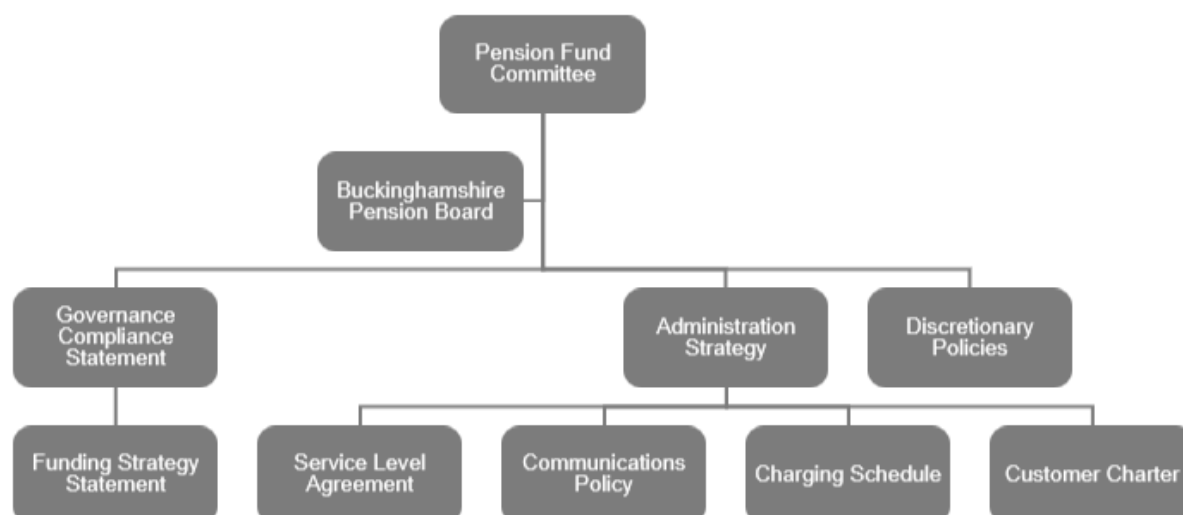 Pension Fund
Committee
Buckinghamshire
Pension Board
Governance
Compliance
Statement
Administration
Strategy
Discretionary
Policies
Funding Strategy
Statement
Service Level
Agreement
Communications
Policy
Charging Schedule
Customer Charter